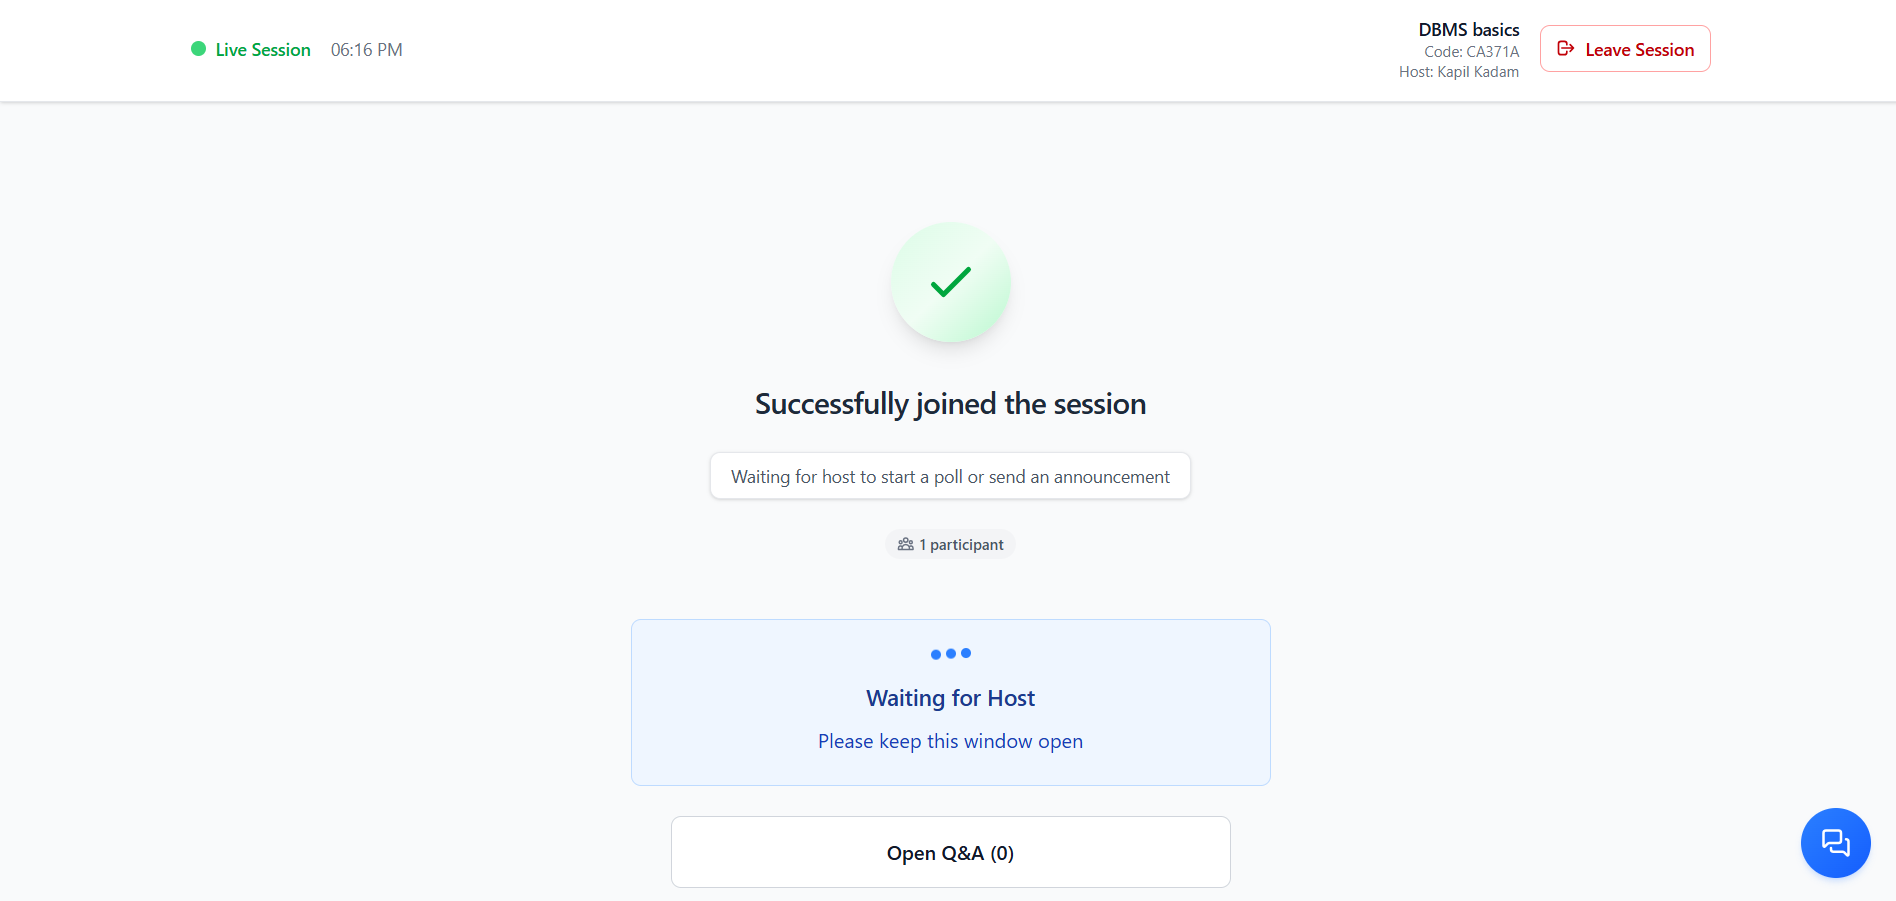 Live Session 06:16 PM
DBMS basics
Code: CA371A
Host: Kapil Kadam
Leave Session
Successfully joined the session
Waiting for host to start a poll or send an announcement
1 participant
Waiting for Host
Please keep this window open
Open Q&A (0)